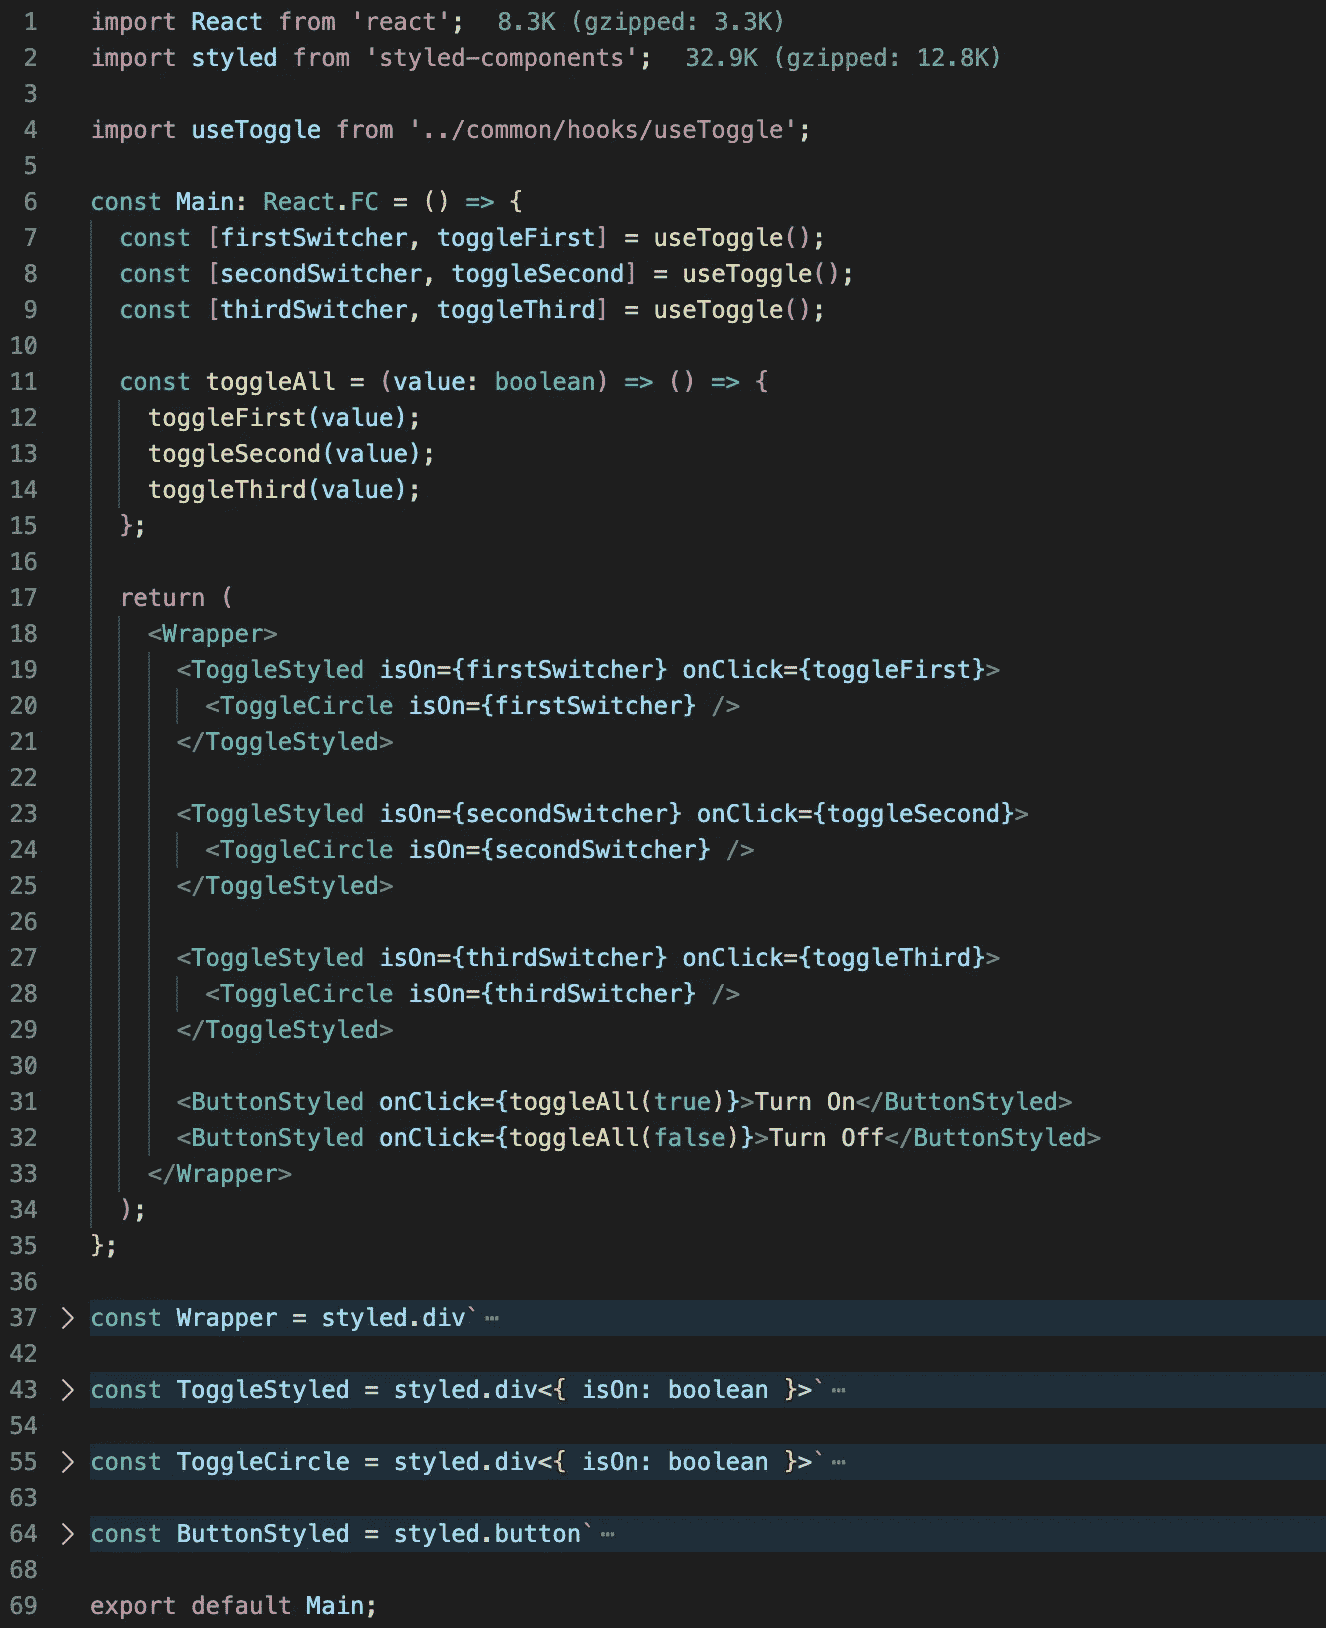 1 import React from 'react'; 8.3K (gzipped: 3.3K)
2 import styled from 'styled-components'; 32.9K (gzipped: 12.8K)
3
4 import useToggle from '../common/hooks/useToggle';
5
6 const Main: React.FC = () => {
7 const [firstSwitcher, toggleFirst] = useToggle();
8 const [secondSwitcher, toggleSecond] = useToggle();
9 const [thirdSwitcher, toggleThird] = useToggle();
10
11 const toggleAll = (value: boolean) => () => {
12 toggleFirst(value);
13 toggleSecond(value);
14 toggleThird(value);
15 };
16
17 return (
18 <Wrapper>
19 <ToggleStyled isOn={firstSwitcher} onClick={toggleFirst}>
20 <ToggleCircle isOn={firstSwitcher} />
21 </ToggleStyled>
22
23 <ToggleStyled isOn={secondSwitcher} onClick={toggleSecond}>
24 <ToggleCircle isOn={secondSwitcher} />
25 </ToggleStyled>
26
27 <ToggleStyled isOn={thirdSwitcher} onClick={toggleThird}>
28 <ToggleCircle isOn={thirdSwitcher} />
29 </ToggleStyled>
30
31 <ButtonStyled onClick={toggleAll(true)}>Turn On</ButtonStyled>
32 <ButtonStyled onClick={toggleAll(false)}>Turn Off</ButtonStyled>
33 </Wrapper>
34 );
35 };
36
37 const Wrapper = styled.div`⋯
42
43 const ToggleStyled = styled.div<{ isOn: boolean }>`⋯
54
55 const ToggleCircle = styled.div<{ isOn: boolean }>`⋯
63
64 const ButtonStyled = styled.button`⋯
68
69 export default Main;